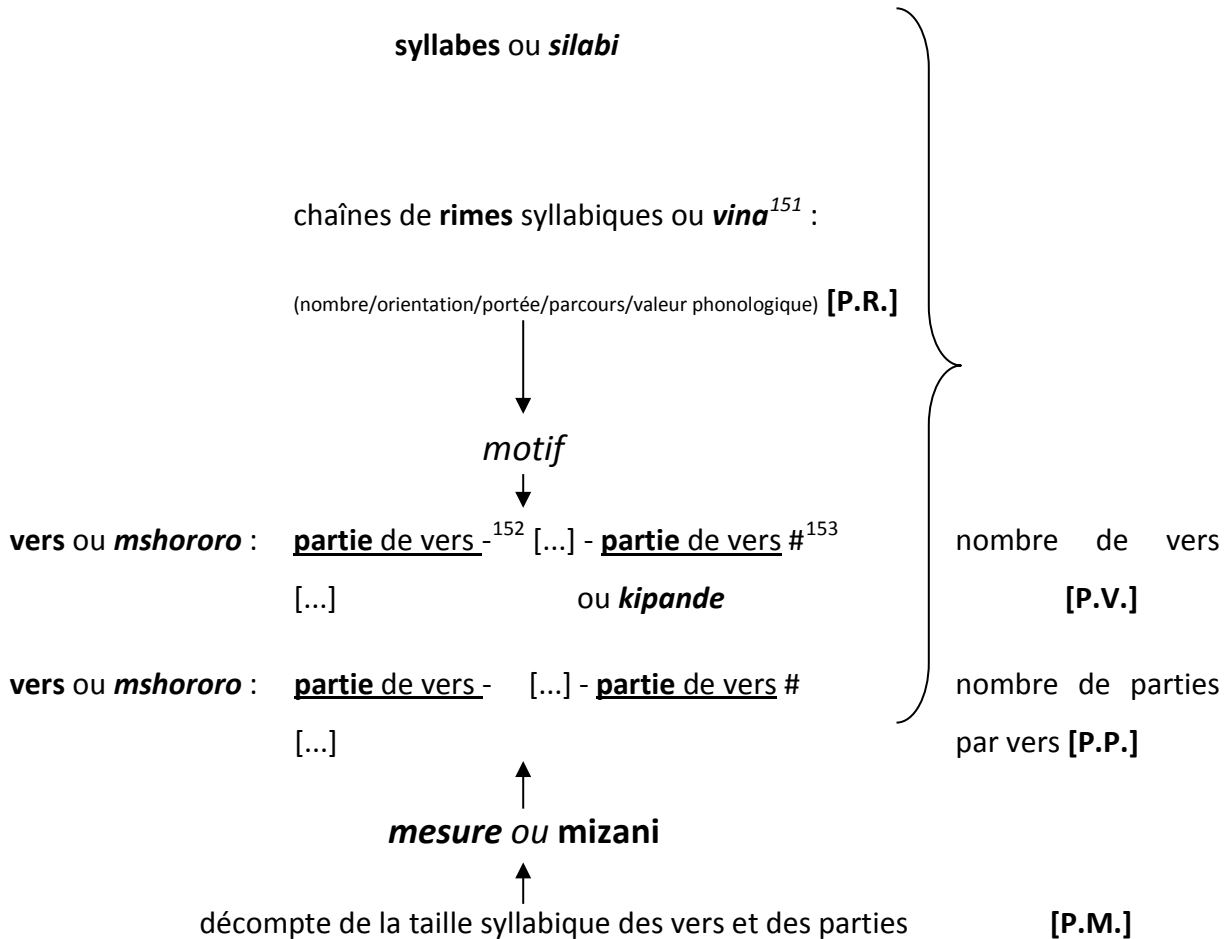 syllabes ou silabi
chaînes de rimes syllabiques ou vina151 :
(nombre/orientation/portée/parcours/valeur phonologique) [P.R.]
motif
vers ou mshororo : partie de vers -152 [...] - partie de vers #153 nombre de vers
[...] ou kipande [P.V.]
vers ou mshororo : partie de vers - [...] - partie de vers # nombre de parties
[...] par vers [P.P.]
mesure ou mizani
décompte de la taille syllabique des vers et des parties [P.M.]